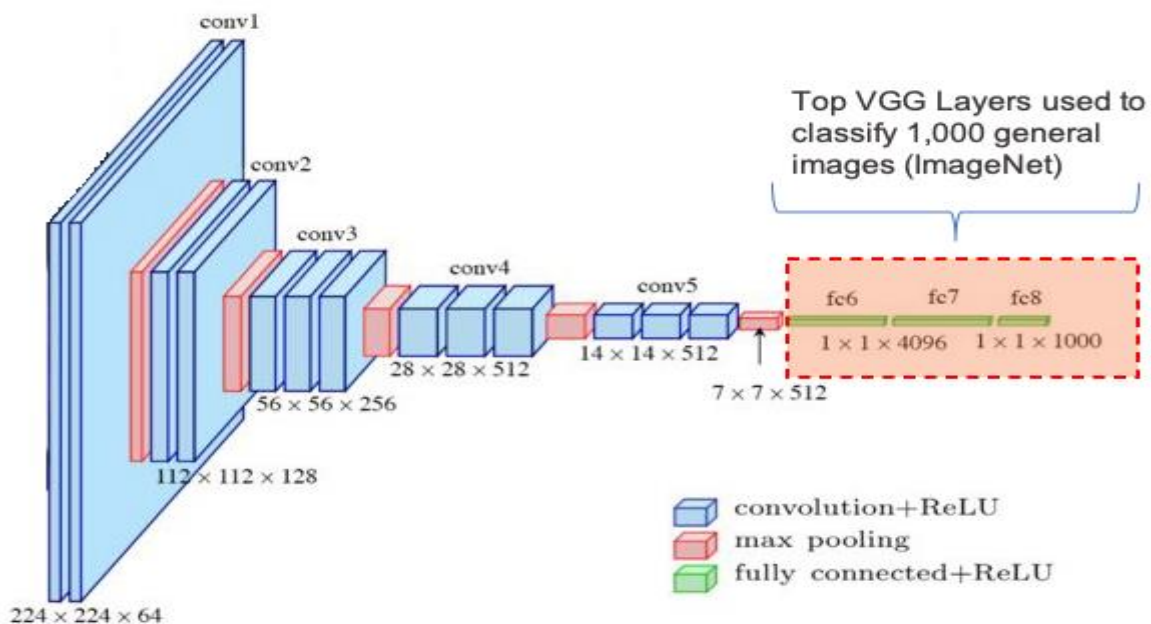 conv1
conv2
conv3
conv4
conv5
Top VGG Layers used to
classify 1,000 general
images (ImageNet)
fc6
fc7
fc8
1 × 1 × 4096
1 × 1 × 1000
14 × 14 × 512
28 × 28 × 512
7 × 7 × 512
56 × 56 × 256
112 × 112 × 128
224 × 224 × 64
convolution+ReLU
max pooling
fully connected+ReLU